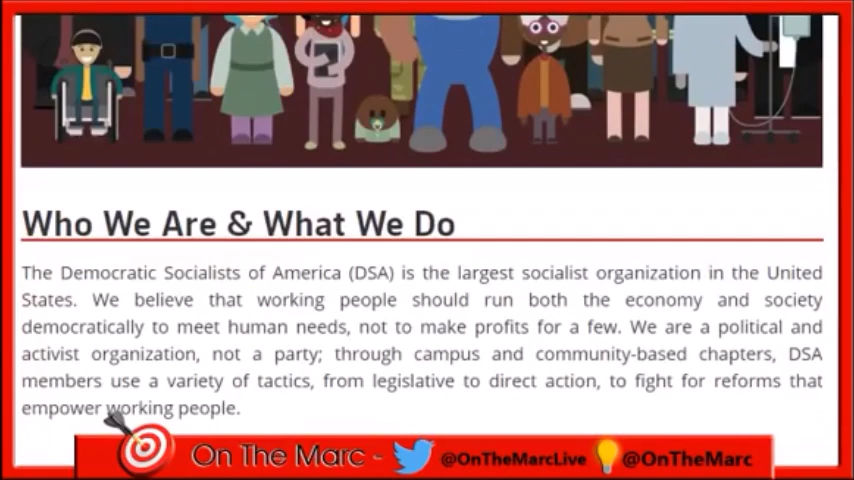 Who We Are & What We Do
The Democratic Socialists of America (DSA) is the largest socialist organization in the United
States. We believe that working people should run both the economy and society
democratically to meet human needs, not to make profits for a few. We are a political and
activist organization, not a party; through campus and community-based chapters, DSA
members use a variety of tactics, from legislative to direct action, to fight for reforms that
empower working people.
On The Marc - @OnTheMarcLive @OnTheMarc